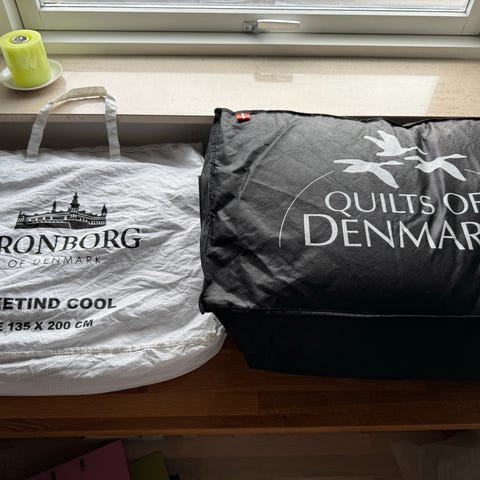 RONBORG
OF DENMARK
ETIND COOL
E 135 X 200 CM
QUILTS OF
DENMAR